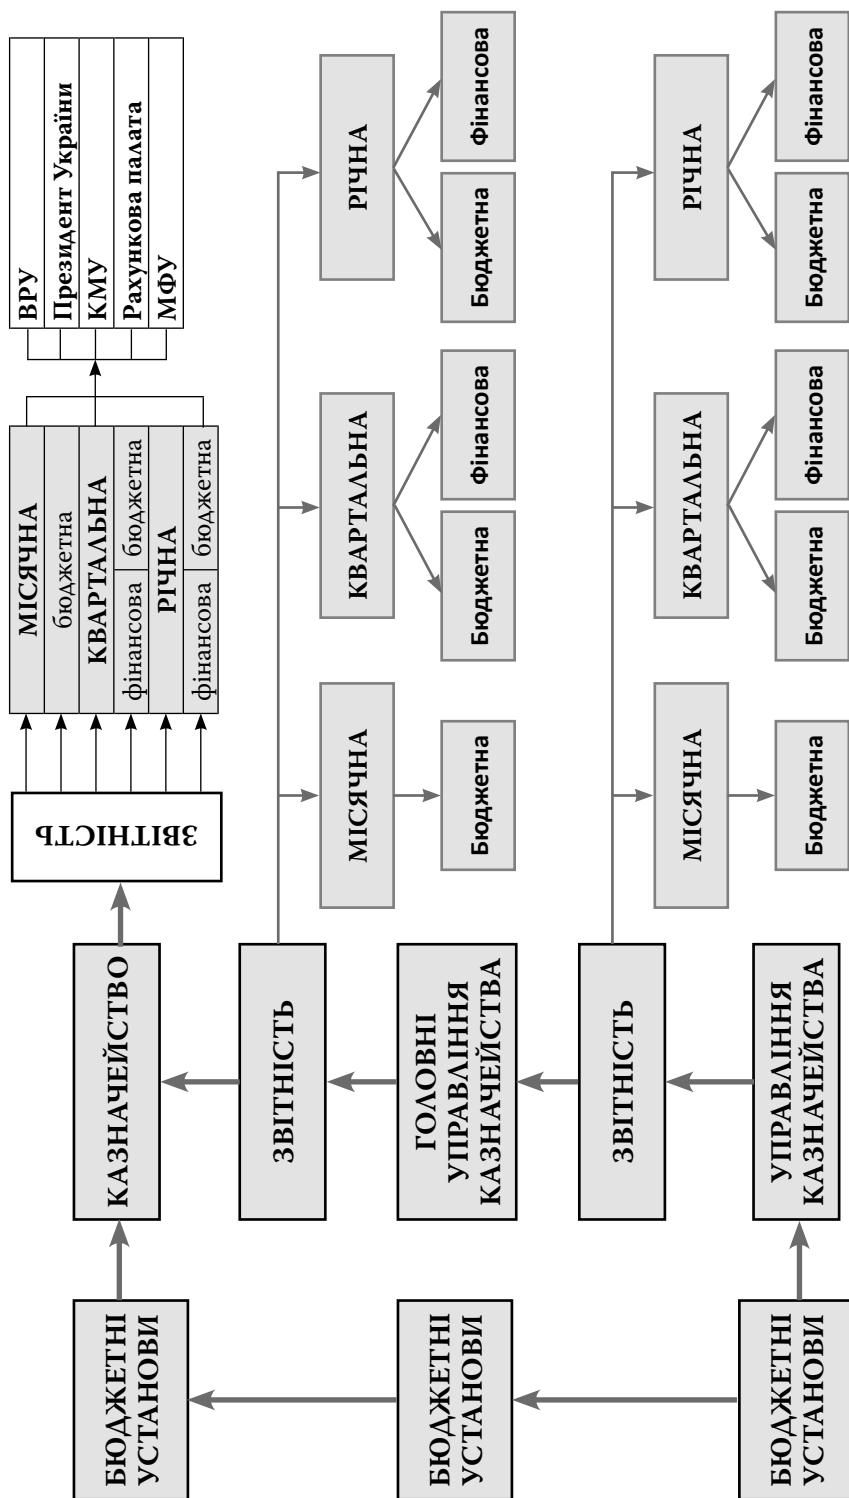 БЮДЖЕТНІ
УСТАНОВИ
КАЗНАЧЕЙСТВО
ЗВІТНІСТЬ
МІСЯЧНА
бюджетна
КВАРТАЛЬНА
фінансова бюджетна
РІЧНА
фінансова бюджетна
ВРУ
Президент України
КМУ
Рахункова палата
МФУ
ЗВІТНІСТЬ
МІСЯЧНА
КВАРТАЛЬНА
РІЧНА
Бюджетна
Бюджетна
Фінансова
Бюджетна
Фінансова
БЮДЖЕТНІ
УСТАНОВИ
ГОЛОВНІ
УПРАВЛІННЯ
КАЗНАЧЕЙСТВА
ЗВІТНІСТЬ
МІСЯЧНА
КВАРТАЛЬНА
РІЧНА
Бюджетна
Бюджетна
Фінансова
Бюджетна
Фінансова
БЮДЖЕТНІ
УСТАНОВИ
УПРАВЛІННЯ
КАЗНАЧЕЙСТВА